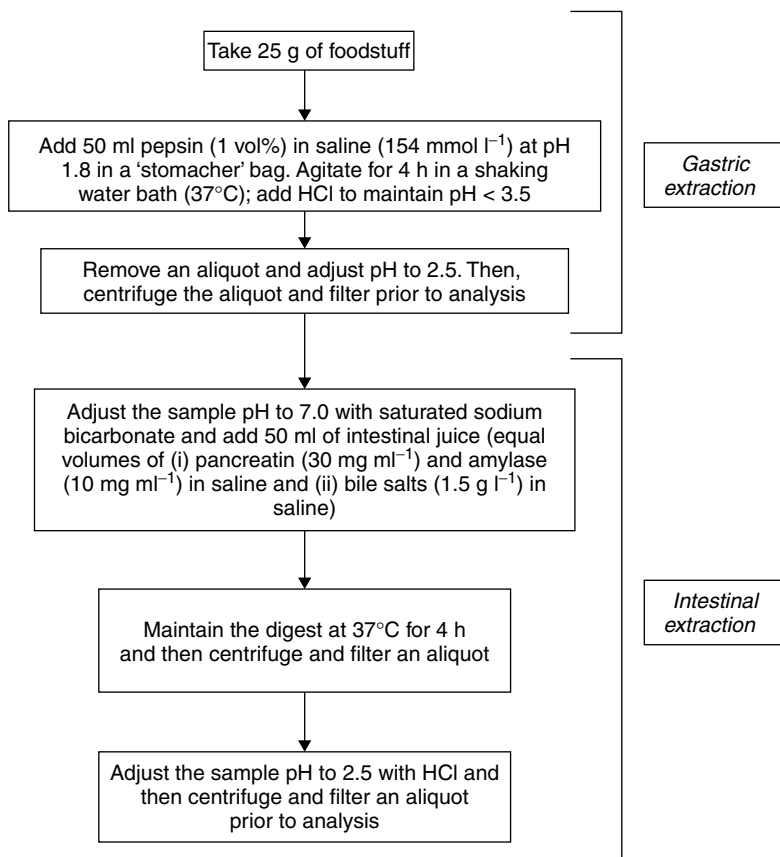 Take 25 g of foodstuff
Add 50 ml pepsin (1 vol%) in saline (154 mmol l⁻¹) at pH
1.8 in a ‘stomacher’ bag. Agitate for 4 h in a shaking
water bath (37°C); add HCl to maintain pH < 3.5
Gastric
extraction
Remove an aliquot and adjust pH to 2.5. Then,
centrifuge the aliquot and filter prior to analysis
Adjust the sample pH to 7.0 with saturated sodium
bicarbonate and add 50 ml of intestinal juice (equal
volumes of (i) pancreatin (30 mg ml⁻¹) and amylase
(10 mg ml⁻¹) in saline and (ii) bile salts (1.5 g l⁻¹) in
saline)
Intestinal
extraction
Maintain the digest at 37°C for 4 h
and then centrifuge and filter an aliquot
Adjust the sample pH to 2.5 with HCl and
then centrifuge and filter an aliquot
prior to analysis